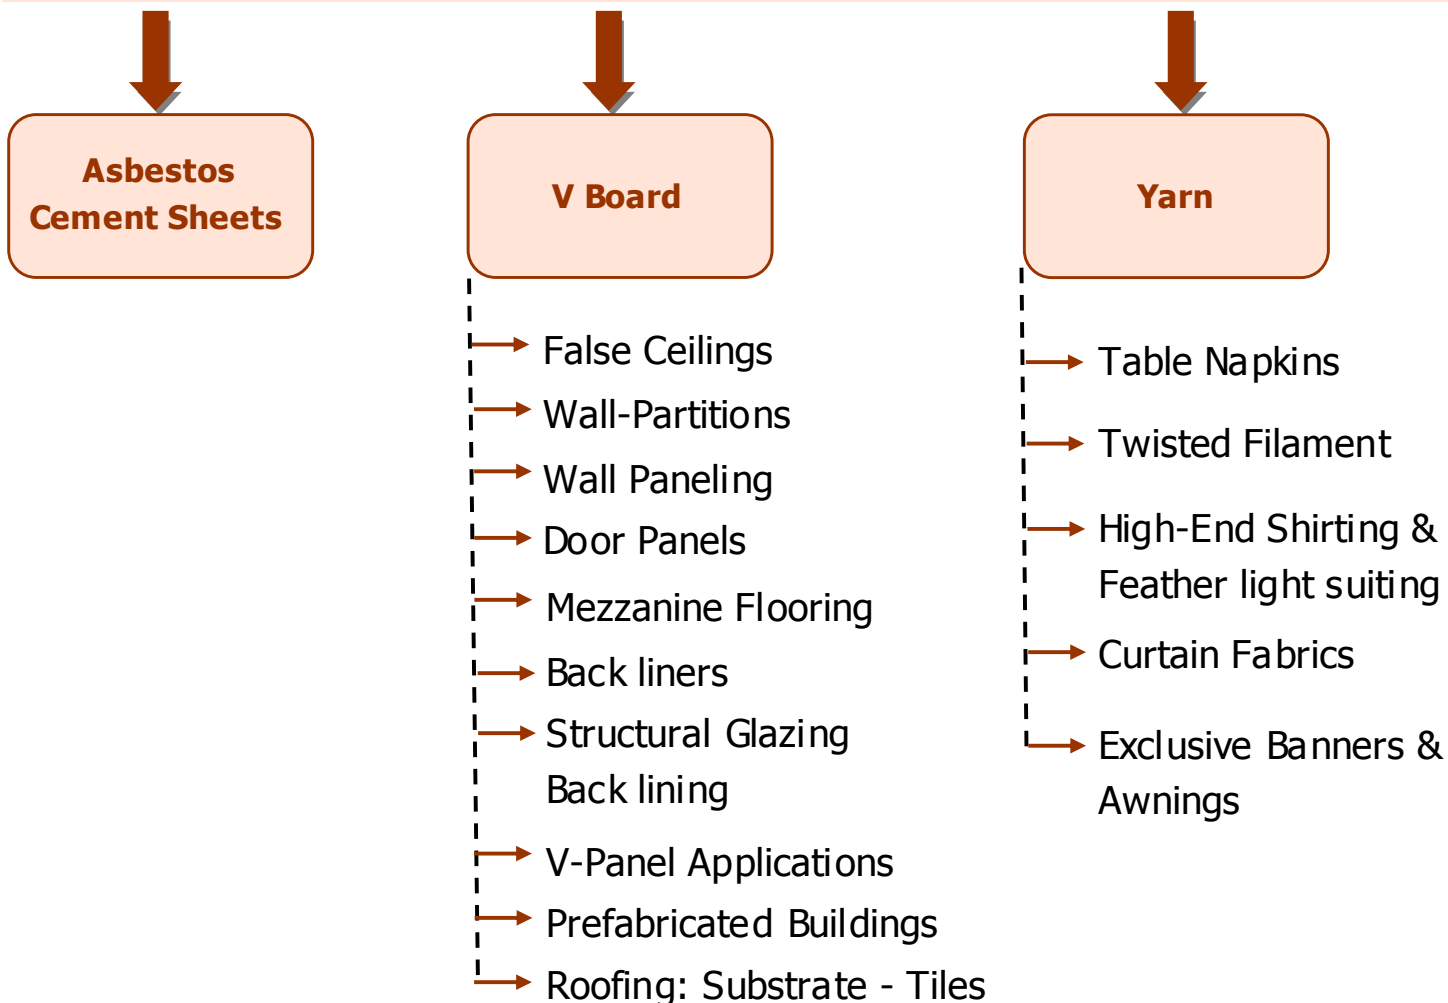 Asbestos
Cement Sheets
V Board
False Ceilings
Wall-Partitions
Wall Paneling
Door Panels
Mezzanine Flooring
Back liners
Structural Glazing
Back lining
V-Panel Applications
Prefabricated Buildings
Roofing: Substrate - Tiles
Yarn
Table Napkins
Twisted Filament
High-End Shirting &
Feather light suiting
Curtain Fabrics
Exclusive Banners &
Awnings